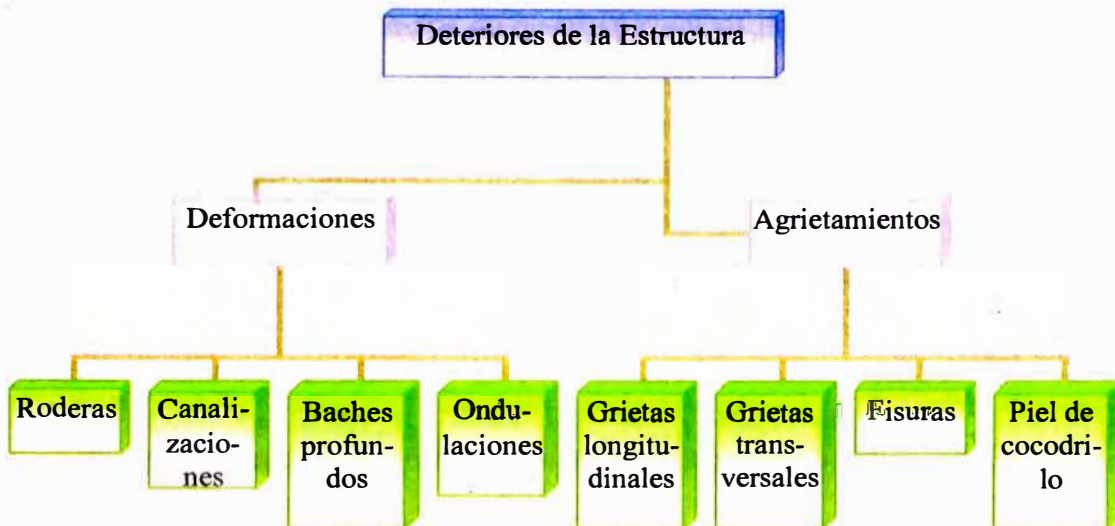 Deteriores de la Estructura
Deformaciones
Agrietamientos
Roderas
Canali-
zacio-
nes
Baches
profun-
dos
Ondu-
laciones
Grietas
longitu-
dinales
Grietas
trans-
versales
Fisuras
Piel de
cocodri-
lo